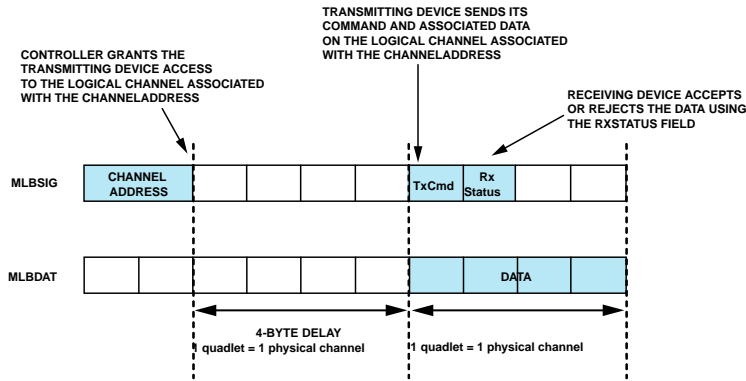 TRANSMITTING DEVICE SENDS ITS
COMMAND AND ASSOCIATED DATA
ON THE LOGICAL CHANNEL ASSOCIATED
WITH THE CHANNELADDRESS
CONTROLLER GRANTS THE
TRANSMITTING DEVICE ACCESS
TO THE LOGICAL CHANNEL ASSOCIATED
WITH THE CHANNELADDRESS
RECEIVING DEVICE ACCEPTS
OR REJECTS THE DATA USING
THE RXSTATUS FIELD
MLBSIG
CHANNEL
ADDRESS
TxCmd
Rx
Status
MLBDAT
DATA
4-BYTE DELAY
1 quadlet = 1 physical channel
1 quadlet = 1 physical channel